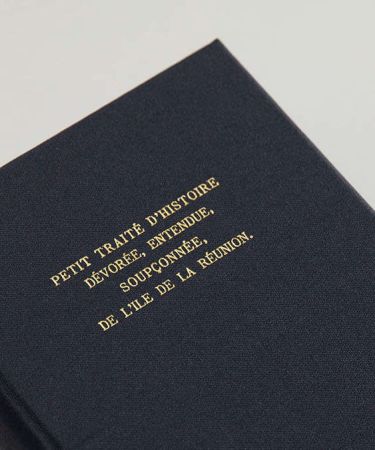 PETIT TRAITÉ D'HISTOIRE
DÉVORÉE, ENTENDUE,
SOUPÇONNÉE,
DE L'ILE DE LA RÉUNION.